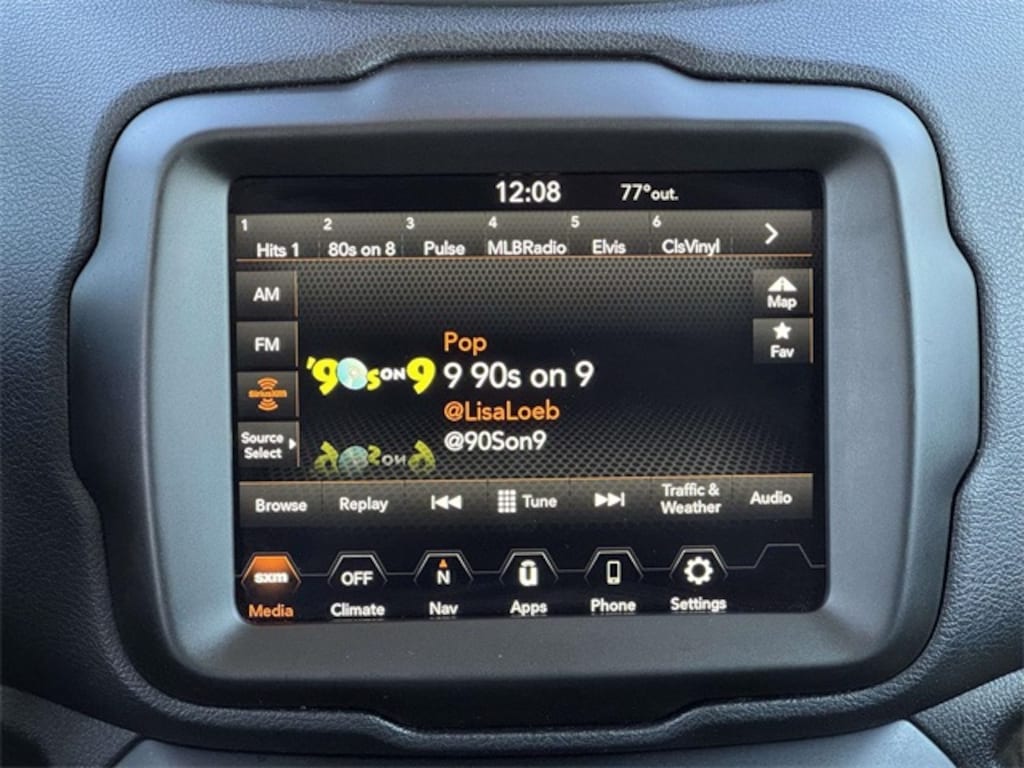 12:08 77° out.
1 2 3 4 5 6
Hits 1 80s on 8 Pulse MLBRadio Elvis ClsVinyl
AM
Map
FM
Fav
SiriusXM
Source
Select
'90s ON 9
Pop
9 90s on 9
@LisaLoeb
@90Son9
Browse Replay Tune Traffic &
Weather Audio
sxm OFF N ū
Media Climate Nav Apps Phone Settings